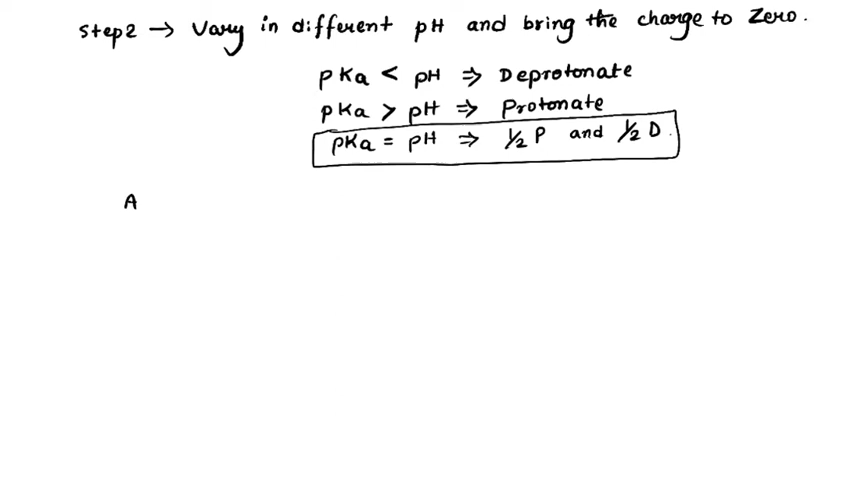 Step2 → Vary in different pH and bring the charge to Zero.
pKa < pH ⇒ Deprotonate
pKa > pH ⇒ Protonate
pKa = pH ⇒ 1/2 P and 1/2 D.
A